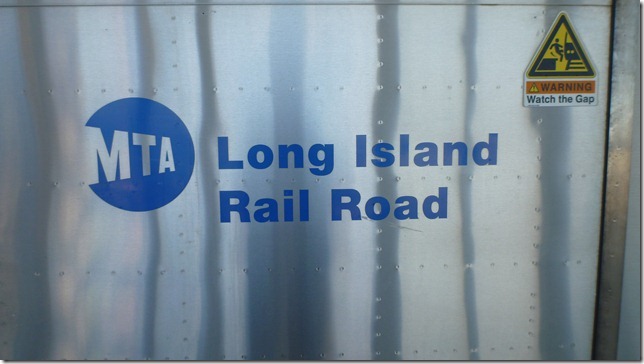 MTA
Long Island
Rail Road
WARNING
Watch the Gap